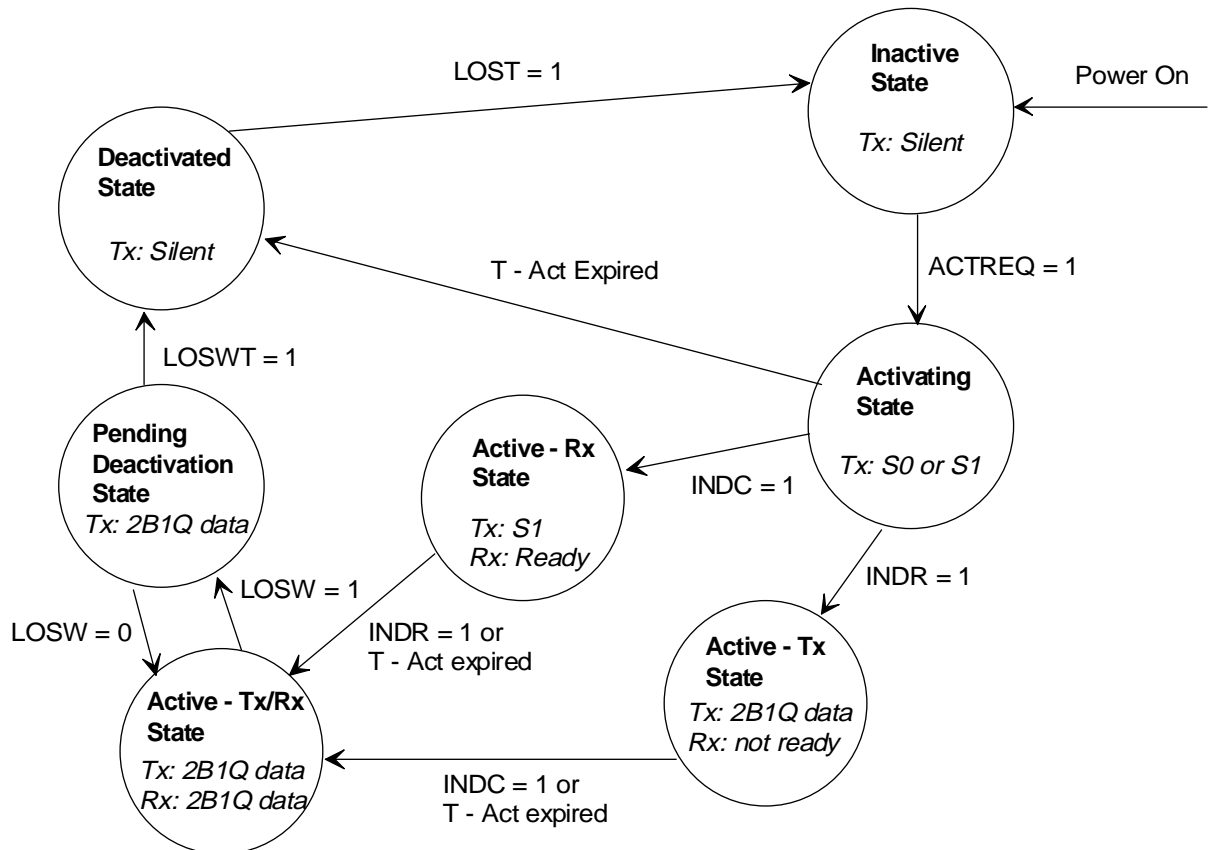 LOST = 1
Inactive
State
Tx: Silent
Power On
Deactivated
State
Tx: Silent
T - Act Expired
ACTREQ = 1
LOSWT = 1
Activating
State
Tx: S0 or S1
Pending
Deactivation
State
Tx: 2B1Q data
Active - Rx
State
Tx: S1
Rx: Ready
INDC = 1
INDR = 1
LOSW = 1
LOSW = 0
INDR = 1 or
T - Act expired
Active - Tx
State
Tx: 2B1Q data
Rx: not ready
Active - Tx/Rx
State
Tx: 2B1Q data
Rx: 2B1Q data
INDC = 1 or
T - Act expired